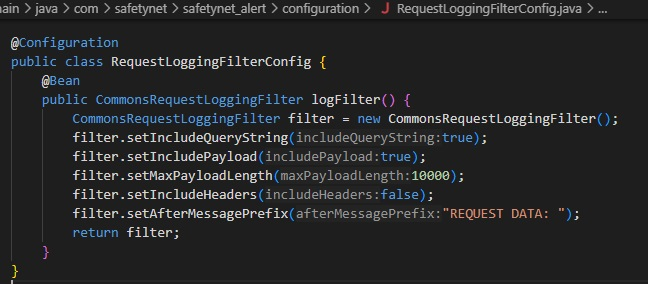 ain > java > com > safetynet > safetynet_alert > configuration > J RequestLoggingFilterConfig.java > ...
@Configuration
public class RequestLoggingFilterConfig {
@Bean
public CommonsRequestLoggingFilter logFilter() {
CommonsRequestLoggingFilter filter = new CommonsRequestLoggingFilter();
filter.setIncludeQueryString(includeQueryString:true);
filter.setIncludePayload(includePayload:true);
filter.setMaxPayloadLength(maxPayloadLength:10000);
filter.setIncludeHeaders(includeHeaders:false);
filter.setAfterMessagePrefix(afterMessagePrefix:"REQUEST DATA: ");
return filter;
}
}